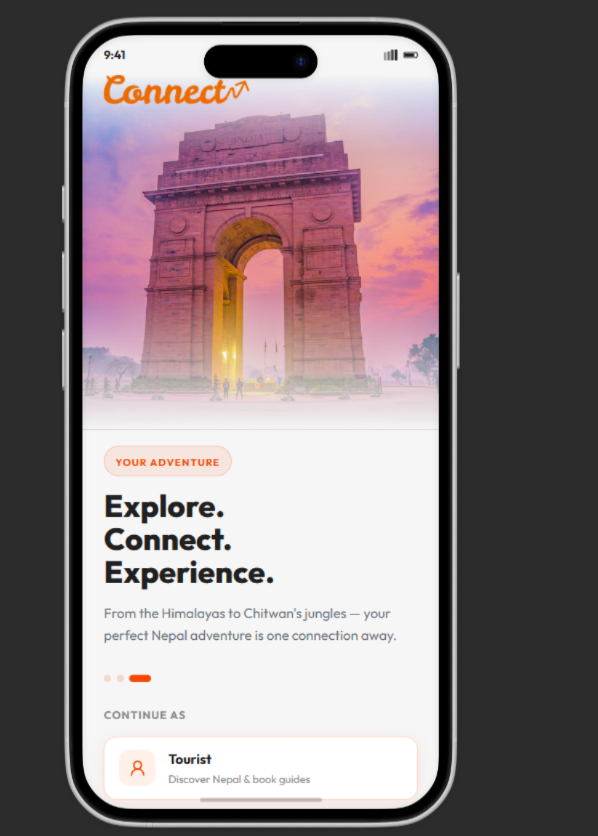 9:41
Connect
YOUR ADVENTURE
Explore.
Connect.
Experience.
From the Himalayas to Chitwan's jungles — your
perfect Nepal adventure is one connection away.
CONTINUE AS
Tourist
Discover Nepal & book guides